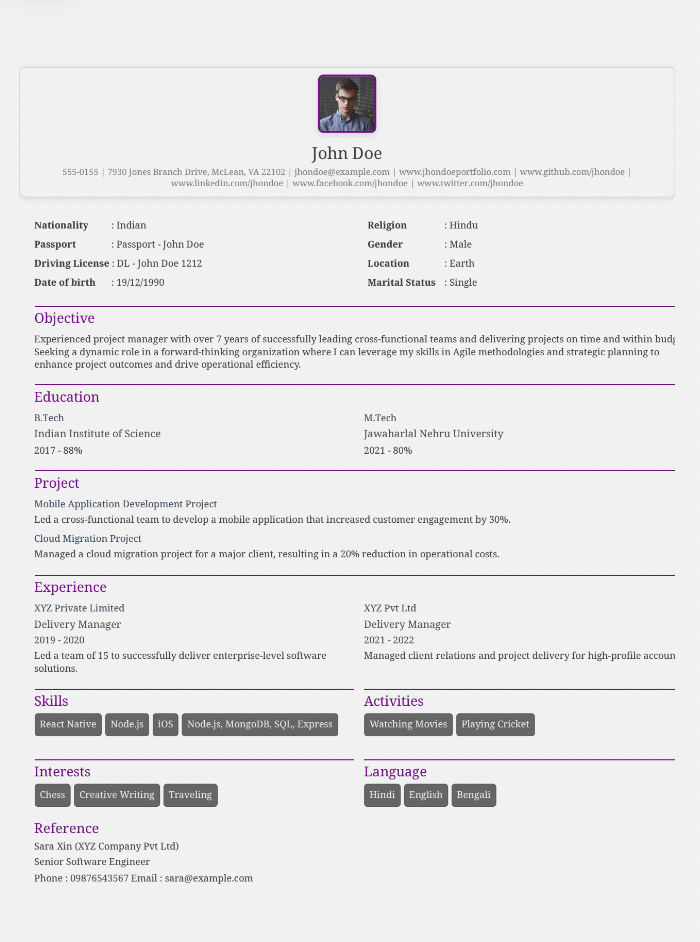 John Doe
555-0155 | 7930 Jones Branch Drive, McLean, VA 22102 | jhondoe@example.com | www.jhondoeportfolio.com | www.github.com/jhondoe |
www.linkedin.com/jhondoe | www.facebook.com/jhondoe | www.twitter.com/jhondoe
Nationality : Indian
Religion : Hindu
Passport : Passport - John Doe
Gender : Male
Driving License : DL - John Doe 1212
Location : Earth
Date of birth : 19/12/1990
Marital Status : Single
Objective
Experienced project manager with over 7 years of successfully leading cross-functional teams and delivering projects on time and within
Seeking a dynamic role in a forward-thinking organization where I can leverage my skills in Agile methodologies and strategic planning to
enhance project outcomes and drive operational efficiency.
Education
B.Tech
Indian Institute of Science
2017 - 88%
M.Tech
Jawaharlal Nehru University
2021 - 80%
Project
Mobile Application Development Project
Led a cross-functional team to develop a mobile application that increased customer engagement by 30%.
Cloud Migration Project
Managed a cloud migration project for a major client, resulting in a 20% reduction in operational costs.
Experience
XYZ Private Limited
Delivery Manager
2019 - 2020
Led a team of 15 to successfully deliver enterprise-level software
solutions.
XYZ Pvt Ltd
Delivery Manager
2021 - 2022
Managed client relations and project delivery for high-profile
Skills
React Native Node.js iOS Node.js, MongoDB, SQL, Express
Activities
Watching Movies Playing Cricket
Interests
Chess Creative Writing Traveling
Language
Hindi English Bengali
Reference
Sara Xin (XYZ Company Pvt Ltd)
Senior Software Engineer
Phone : 09876543567 Email : sara@example.com